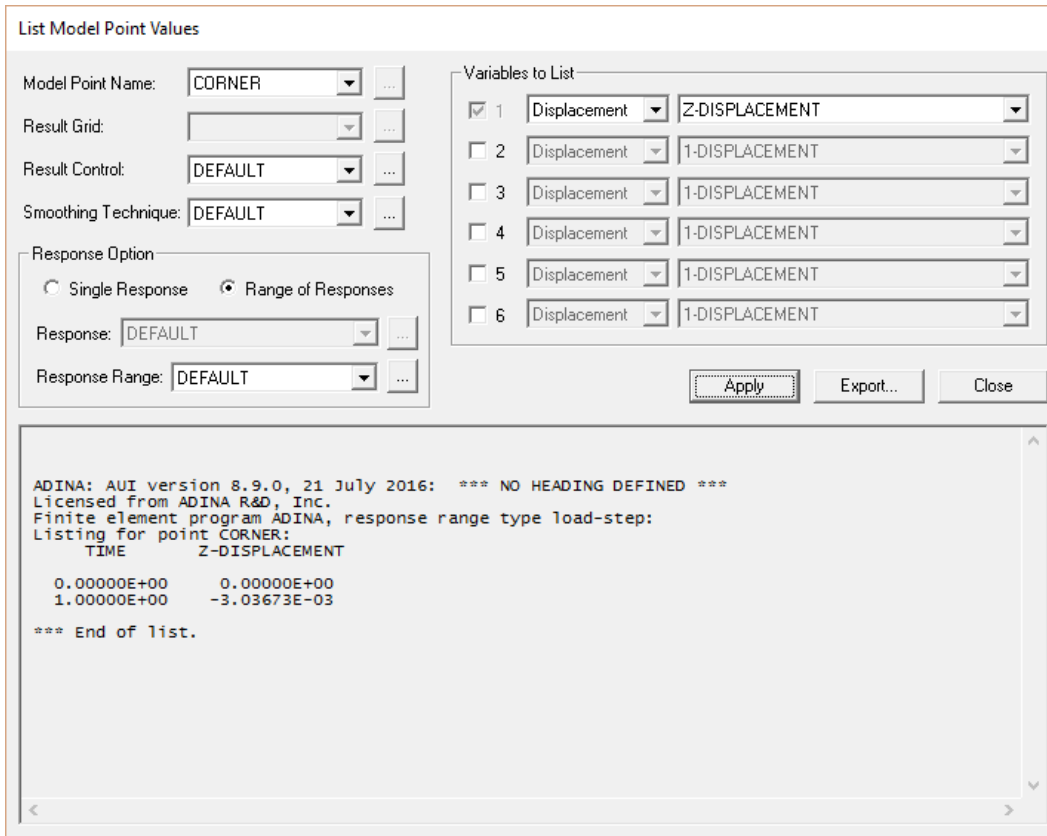 List Model Point Values
Model Point Name: CORNER ...
Result Grid: ...
Result Control: DEFAULT ...
Smoothing Technique: DEFAULT ...
Response Option
Single Response Range of Responses
Response: DEFAULT ...
Response Range: DEFAULT ...
Variables to List
1 Displacement Z-DISPLACEMENT
2 Displacement 1-DISPLACEMENT
3 Displacement 1-DISPLACEMENT
4 Displacement 1-DISPLACEMENT
5 Displacement 1-DISPLACEMENT
6 Displacement 1-DISPLACEMENT
Apply Export... Close
ADINA: AUI version 8.9.0, 21 July 2016: *** NO HEADING DEFINED ***
Licensed from ADINA R&D, Inc.
Finite element program ADINA, response range type load-step:
Listing for point CORNER:
TIME Z-DISPLACEMENT
0.00000E+00 0.00000E+00
1.00000E+00 -3.03673E-03
*** End of list.